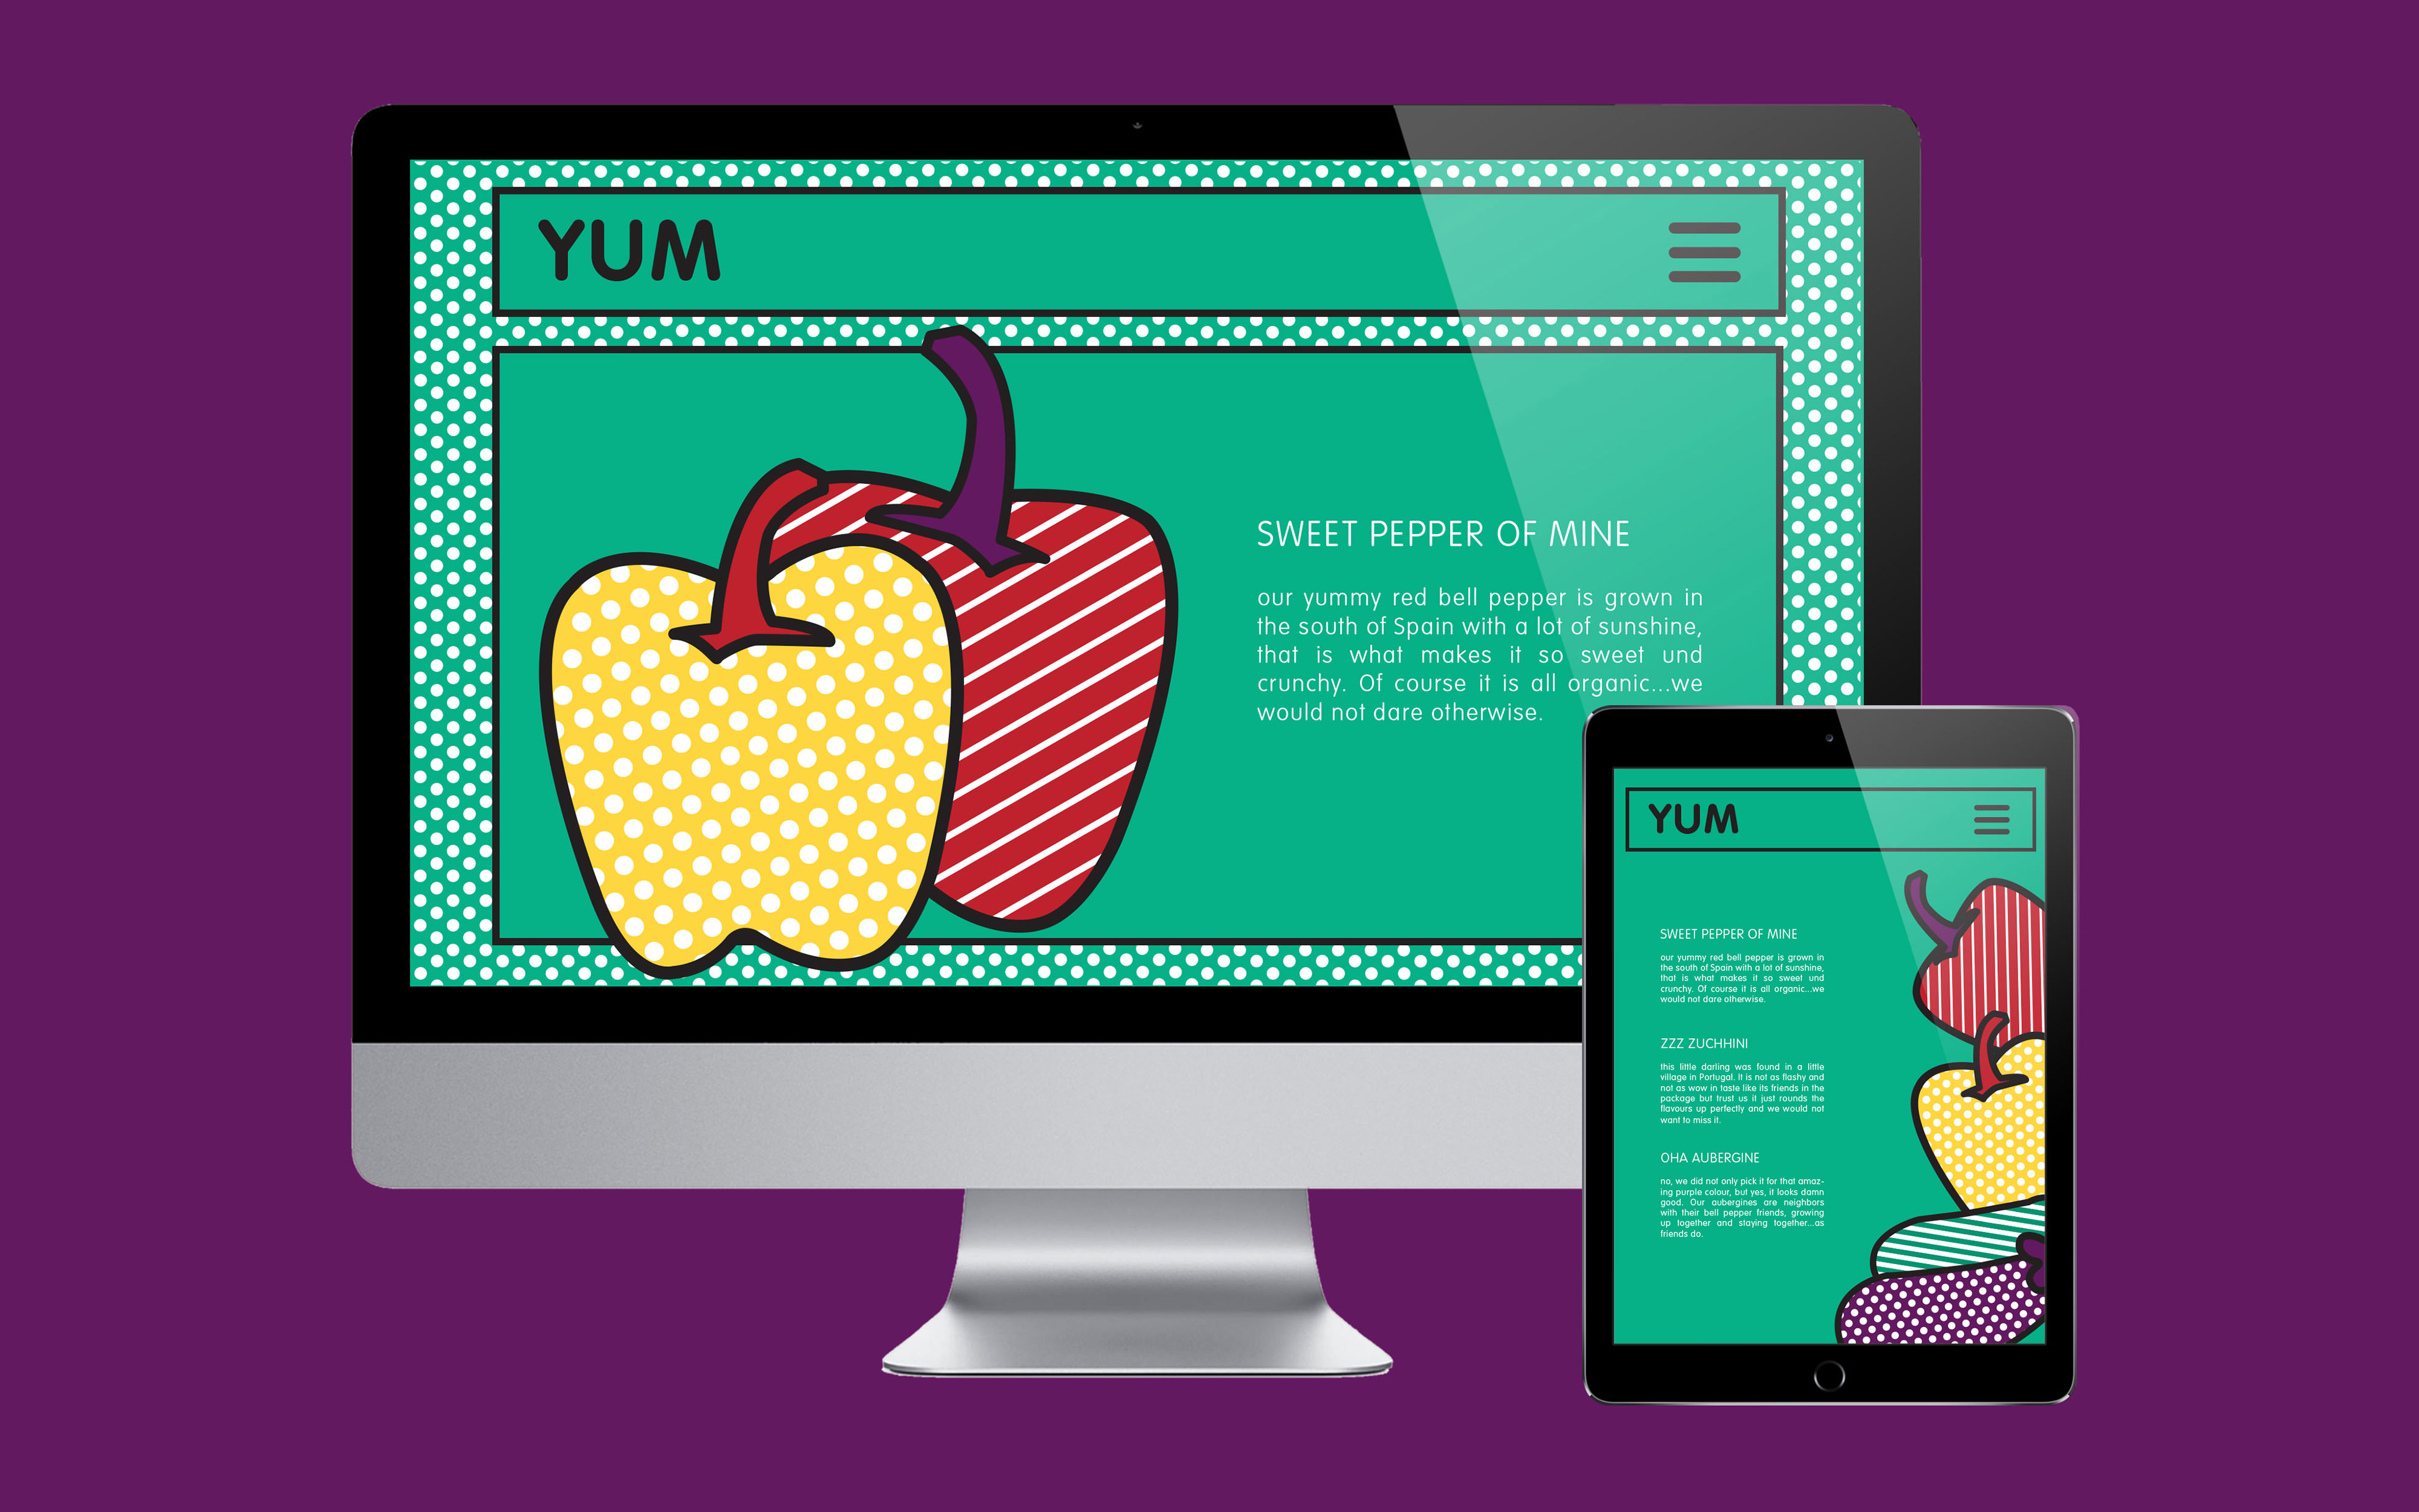 YUM
SWEET PEPPER OF MINE
our yummy red bell pepper is grown in
the south of Spain with a lot of sunshine,
that is what makes it so sweet und
crunchy. Of course it is all organic...we
would not dare otherwise.
YUM
SWEET PEPPER OF MINE
our yummy red bell pepper is grown in
the south of Spain with a lot of sunshine,
that is what makes it so sweet und
crunchy. Of course it is all organic...we
would not dare otherwise.
ZZZ ZUCHHINI
this little darling was found in a little
village in Portugal. It is not as flashy and
not as wow in taste like its friends in the
package but trust us it just rounds the
flavours up perfectly and we would not
want to miss it.
OHA AUBERGINE
no, we did not only pick it for that amaz-
ing purple colour, but yes, it looks damn
good. Our aubergines are neighbors
with their bell pepper friends, growing
up together and staying together...as
friends do.